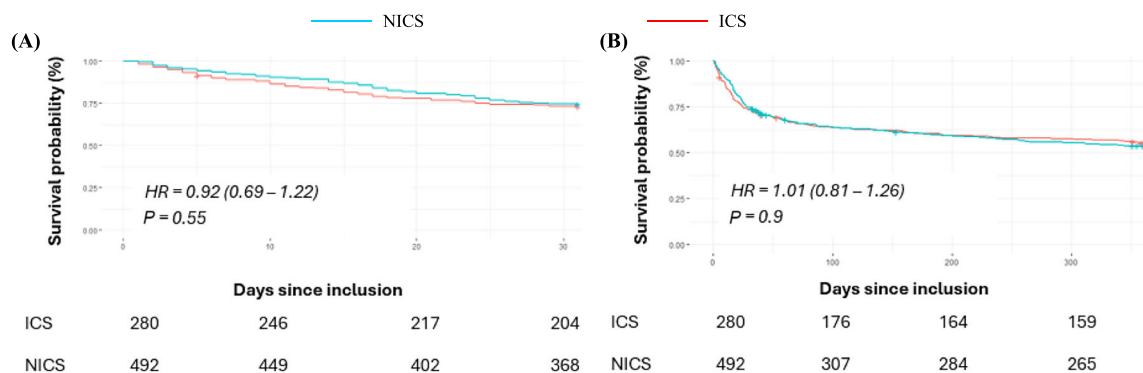 NICS
ICS
(A)
Survival probability (%)
1.00
0.75
0.50
0.25
0.00
HR = 0.92 (0.69 – 1.22)
P = 0.55
0
10
20
30
Days since inclusion
ICS 280 246 217 204
NICS 492 449 402 368
(B)
Survival probability (%)
1.00
0.75
0.50
0.25
0.00
HR = 1.01 (0.81 – 1.26)
P = 0.9
0
100
200
300
Days since inclusion
ICS 280 176 164 159
NICS 492 307 284 265